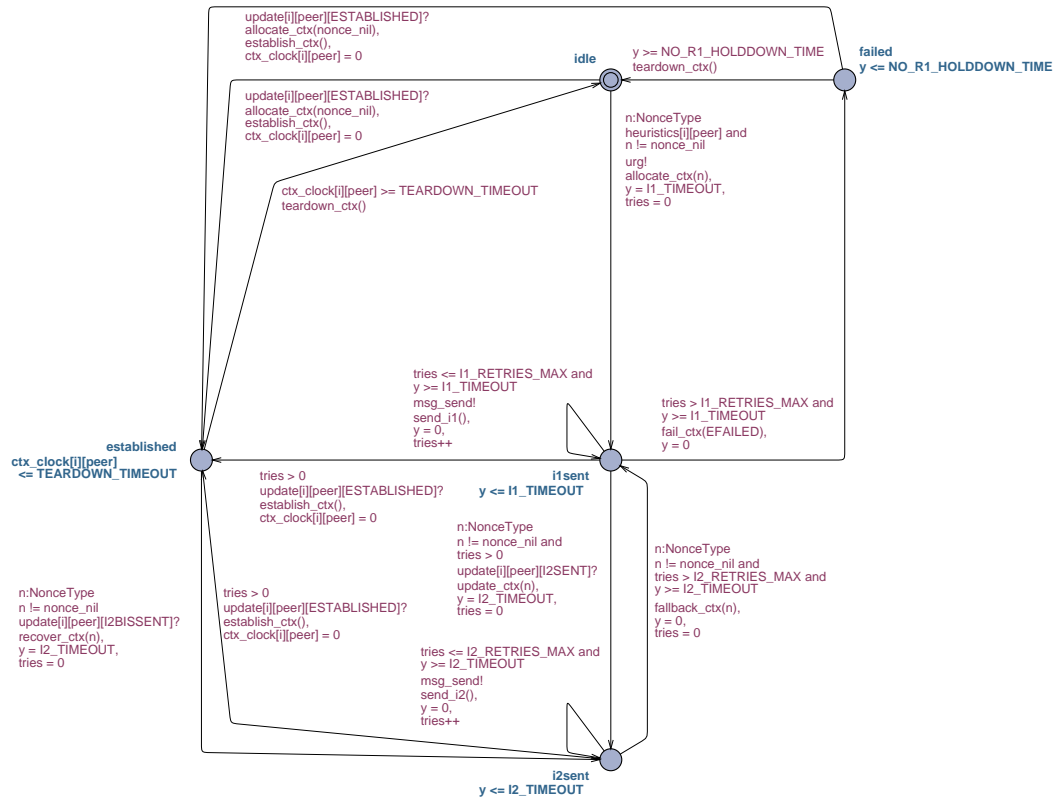 update[i][peer][ESTABLISHED]?
allocate_ctx(nonce_nil),
establish_ctx(),
ctx_clock[i][peer] = 0
idle
y >= NO_R1_HOLDDOWN_TIME
teardown_ctx()
failed
y <= NO_R1_HOLDDOWN_TIME
update[i][peer][ESTABLISHED]?
allocate_ctx(nonce_nil),
establish_ctx(),
ctx_clock[i][peer] = 0
n:NonceType
heuristics[i][peer] and
n != nonce_nil
urg!
allocate_ctx(n),
y = I1_TIMEOUT,
tries = 0
ctx_clock[i][peer] >= TEARDOWN_TIMEOUT
teardown_ctx()
tries <= I1_RETRIES_MAX and
y >= I1_TIMEOUT
msg_send!
send_i1(),
y = 0,
tries++
tries > I1_RETRIES_MAX and
y >= I1_TIMEOUT
fail_ctx(EFAILED),
y = 0
established
ctx_clock[i][peer]
<= TEARDOWN_TIMEOUT
i1sent
y <= I1_TIMEOUT
tries > 0
update[i][peer][ESTABLISHED]?
establish_ctx(),
ctx_clock[i][peer] = 0
n:NonceType
n != nonce_nil and
tries > 0
update[i][peer][I2SENT]?
update_ctx(n),
y = I2_TIMEOUT,
tries = 0
n:NonceType
n != nonce_nil and
tries > I2_RETRIES_MAX and
y >= I2_TIMEOUT
fallback_ctx(n),
y = 0,
tries = 0
n:NonceType
n != nonce_nil
update[i][peer][I2BISSENT]?
recover_ctx(n),
y = I2_TIMEOUT,
tries = 0
tries > 0
update[i][peer][ESTABLISHED]?
establish_ctx(),
ctx_clock[i][peer] = 0
tries <= I2_RETRIES_MAX and
y >= I2_TIMEOUT
msg_send!
send_i2(),
y = 0,
tries++
i2sent
y <= I2_TIMEOUT